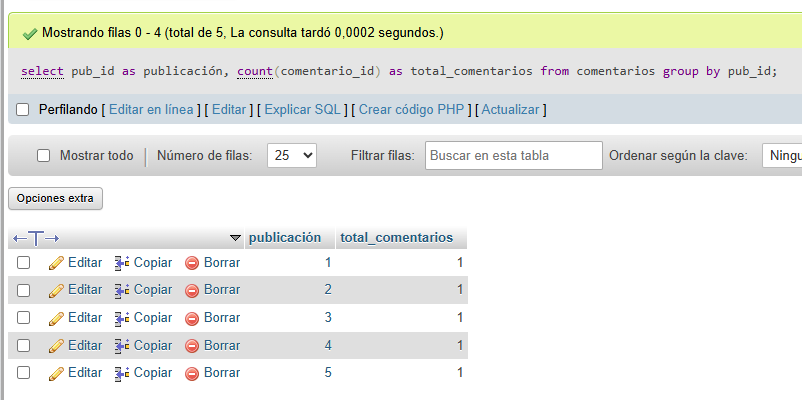 Mostrando filas 0 - 4 (total de 5, La consulta tardó 0,0002 segundos.)
select pub_id as publicación, count(comentario_id) as total_comentarios from comentarios group by pub_id;
Perfilando [ Editar en línea ] [ Editar ] [ Explicar SQL ] [ Crear código PHP ] [ Actualizar ]
Mostrar todo Número de filas: 25 Filtrar filas: Buscar en esta tabla Ordenar según la clave: Ningu
Opciones extra
publicación total_comentarios
Editar Copiar Borrar 1 1
Editar Copiar Borrar 2 1
Editar Copiar Borrar 3 1
Editar Copiar Borrar 4 1
Editar Copiar Borrar 5 1